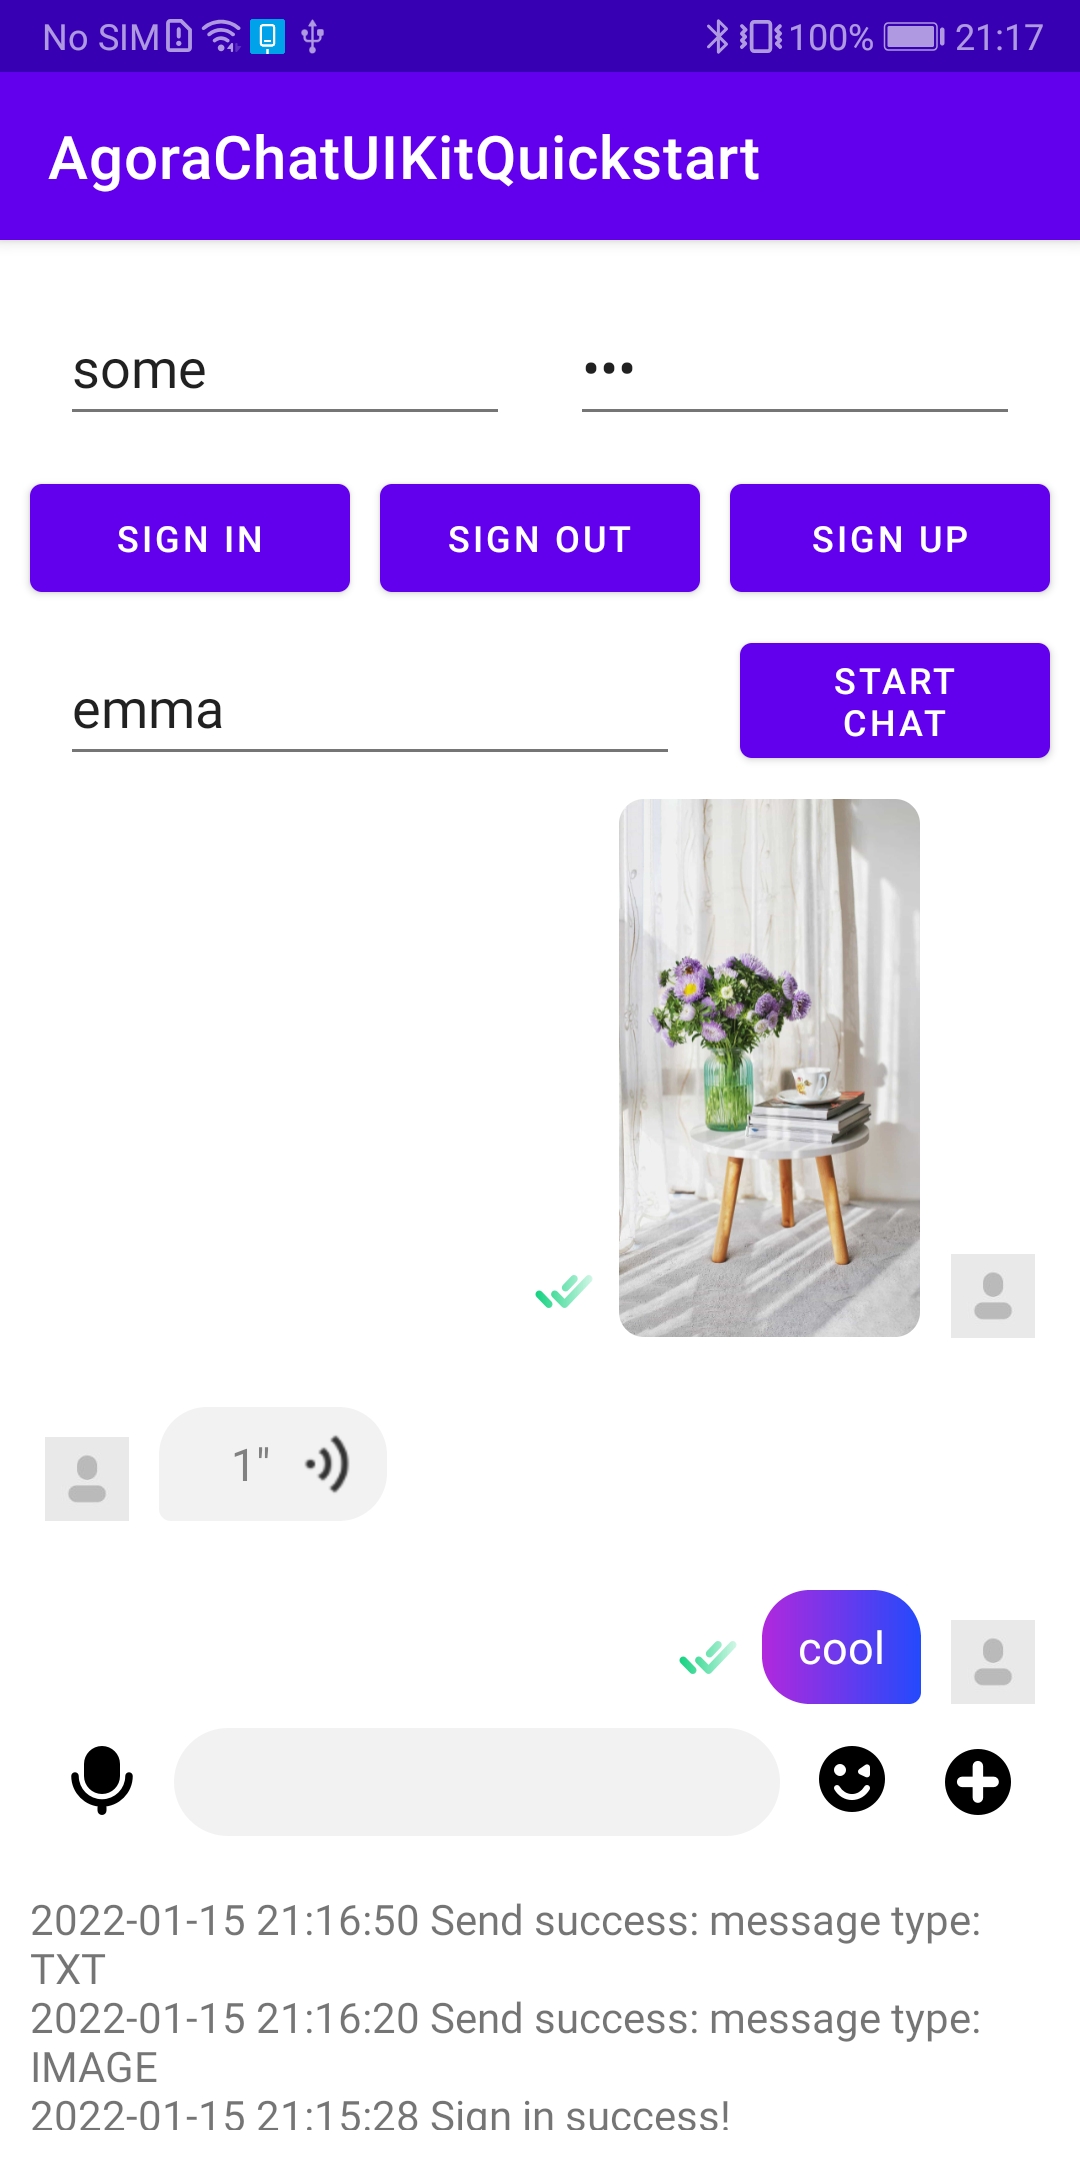 No SIM 100% 21:17
AgoraChatUIKitQuickstart
some •••
SIGN IN SIGN OUT SIGN UP
emma
START
CHAT
1"
cool
2022-01-15 21:16:50 Send success: message type:
TXT
2022-01-15 21:16:20 Send success: message type:
IMAGE
2022-01-15 21:15:28 Sign in success!